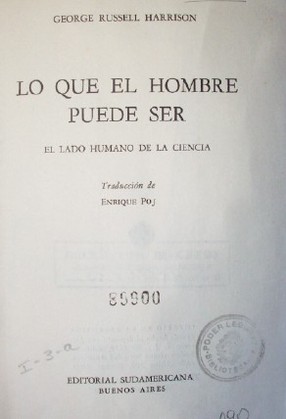 GEORGE RUSSELL HARRISON
LO QUE EL HOMBRE
PUEDE SER
EL LADO HUMANO DE LA CIENCIA
Traducción de
ENRIQUE POJ
I-3-a
EDITORIAL SUDAMERICANA
BUENOS AIRES